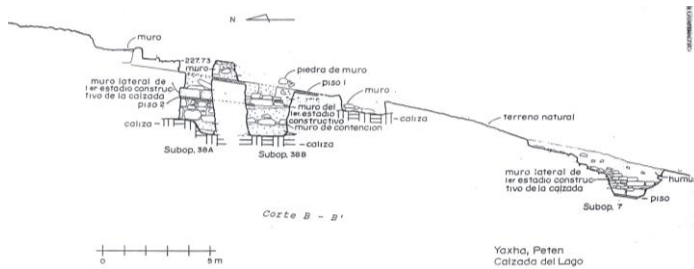 N
muro
227.73
muro
piedra de muro
piso 1
muro
muro lateral de
1er estadio construc
tivo de la calzada
piso 2
caliza
muro del
1er estadio
constructivo
muro de contencion
caliza
caliza
terreno natural
Subop. 38A
Subop. 38B
muro lateral de
1er estadio construc
tivo de la calzada
humu
piso
Subop. 7
Corte B - B'
0
5 m
Yaxha, Peten
Calzada del Lago